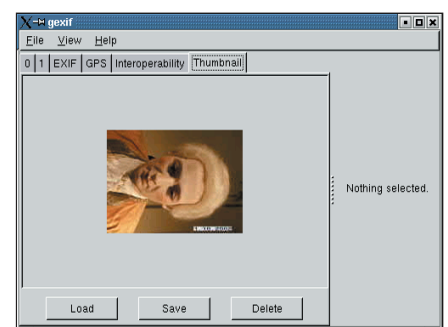 gexif
File View Help
0 1 EXIF GPS Interoperability Thumbnail
Nothing selected.
Load Save Delete